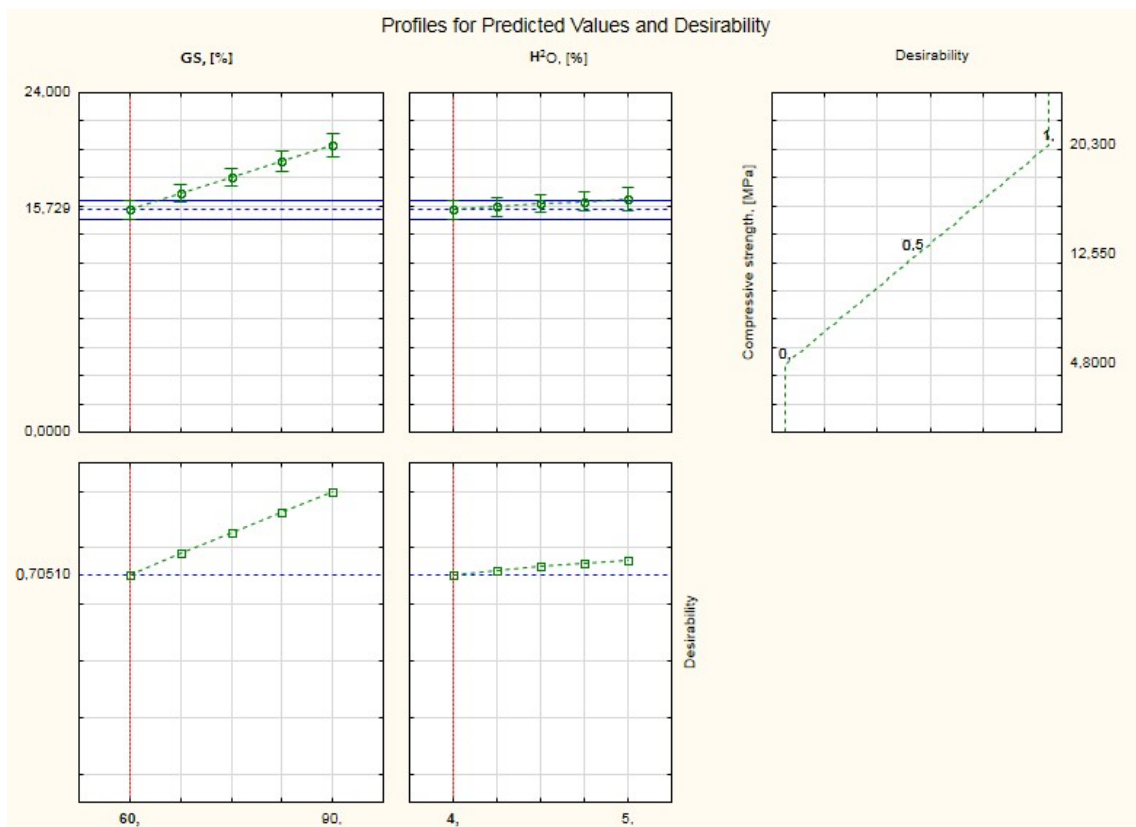 Profiles for Predicted Values and Desirability
GS, [%]
H²O, [%]
Desirability
24,000
15,729
0,0000
Compressive strength, [MPa]
1.
0.5
0,
20,300
12,550
4,8000
0,70510
Desirability
60,
90,
4,
5,